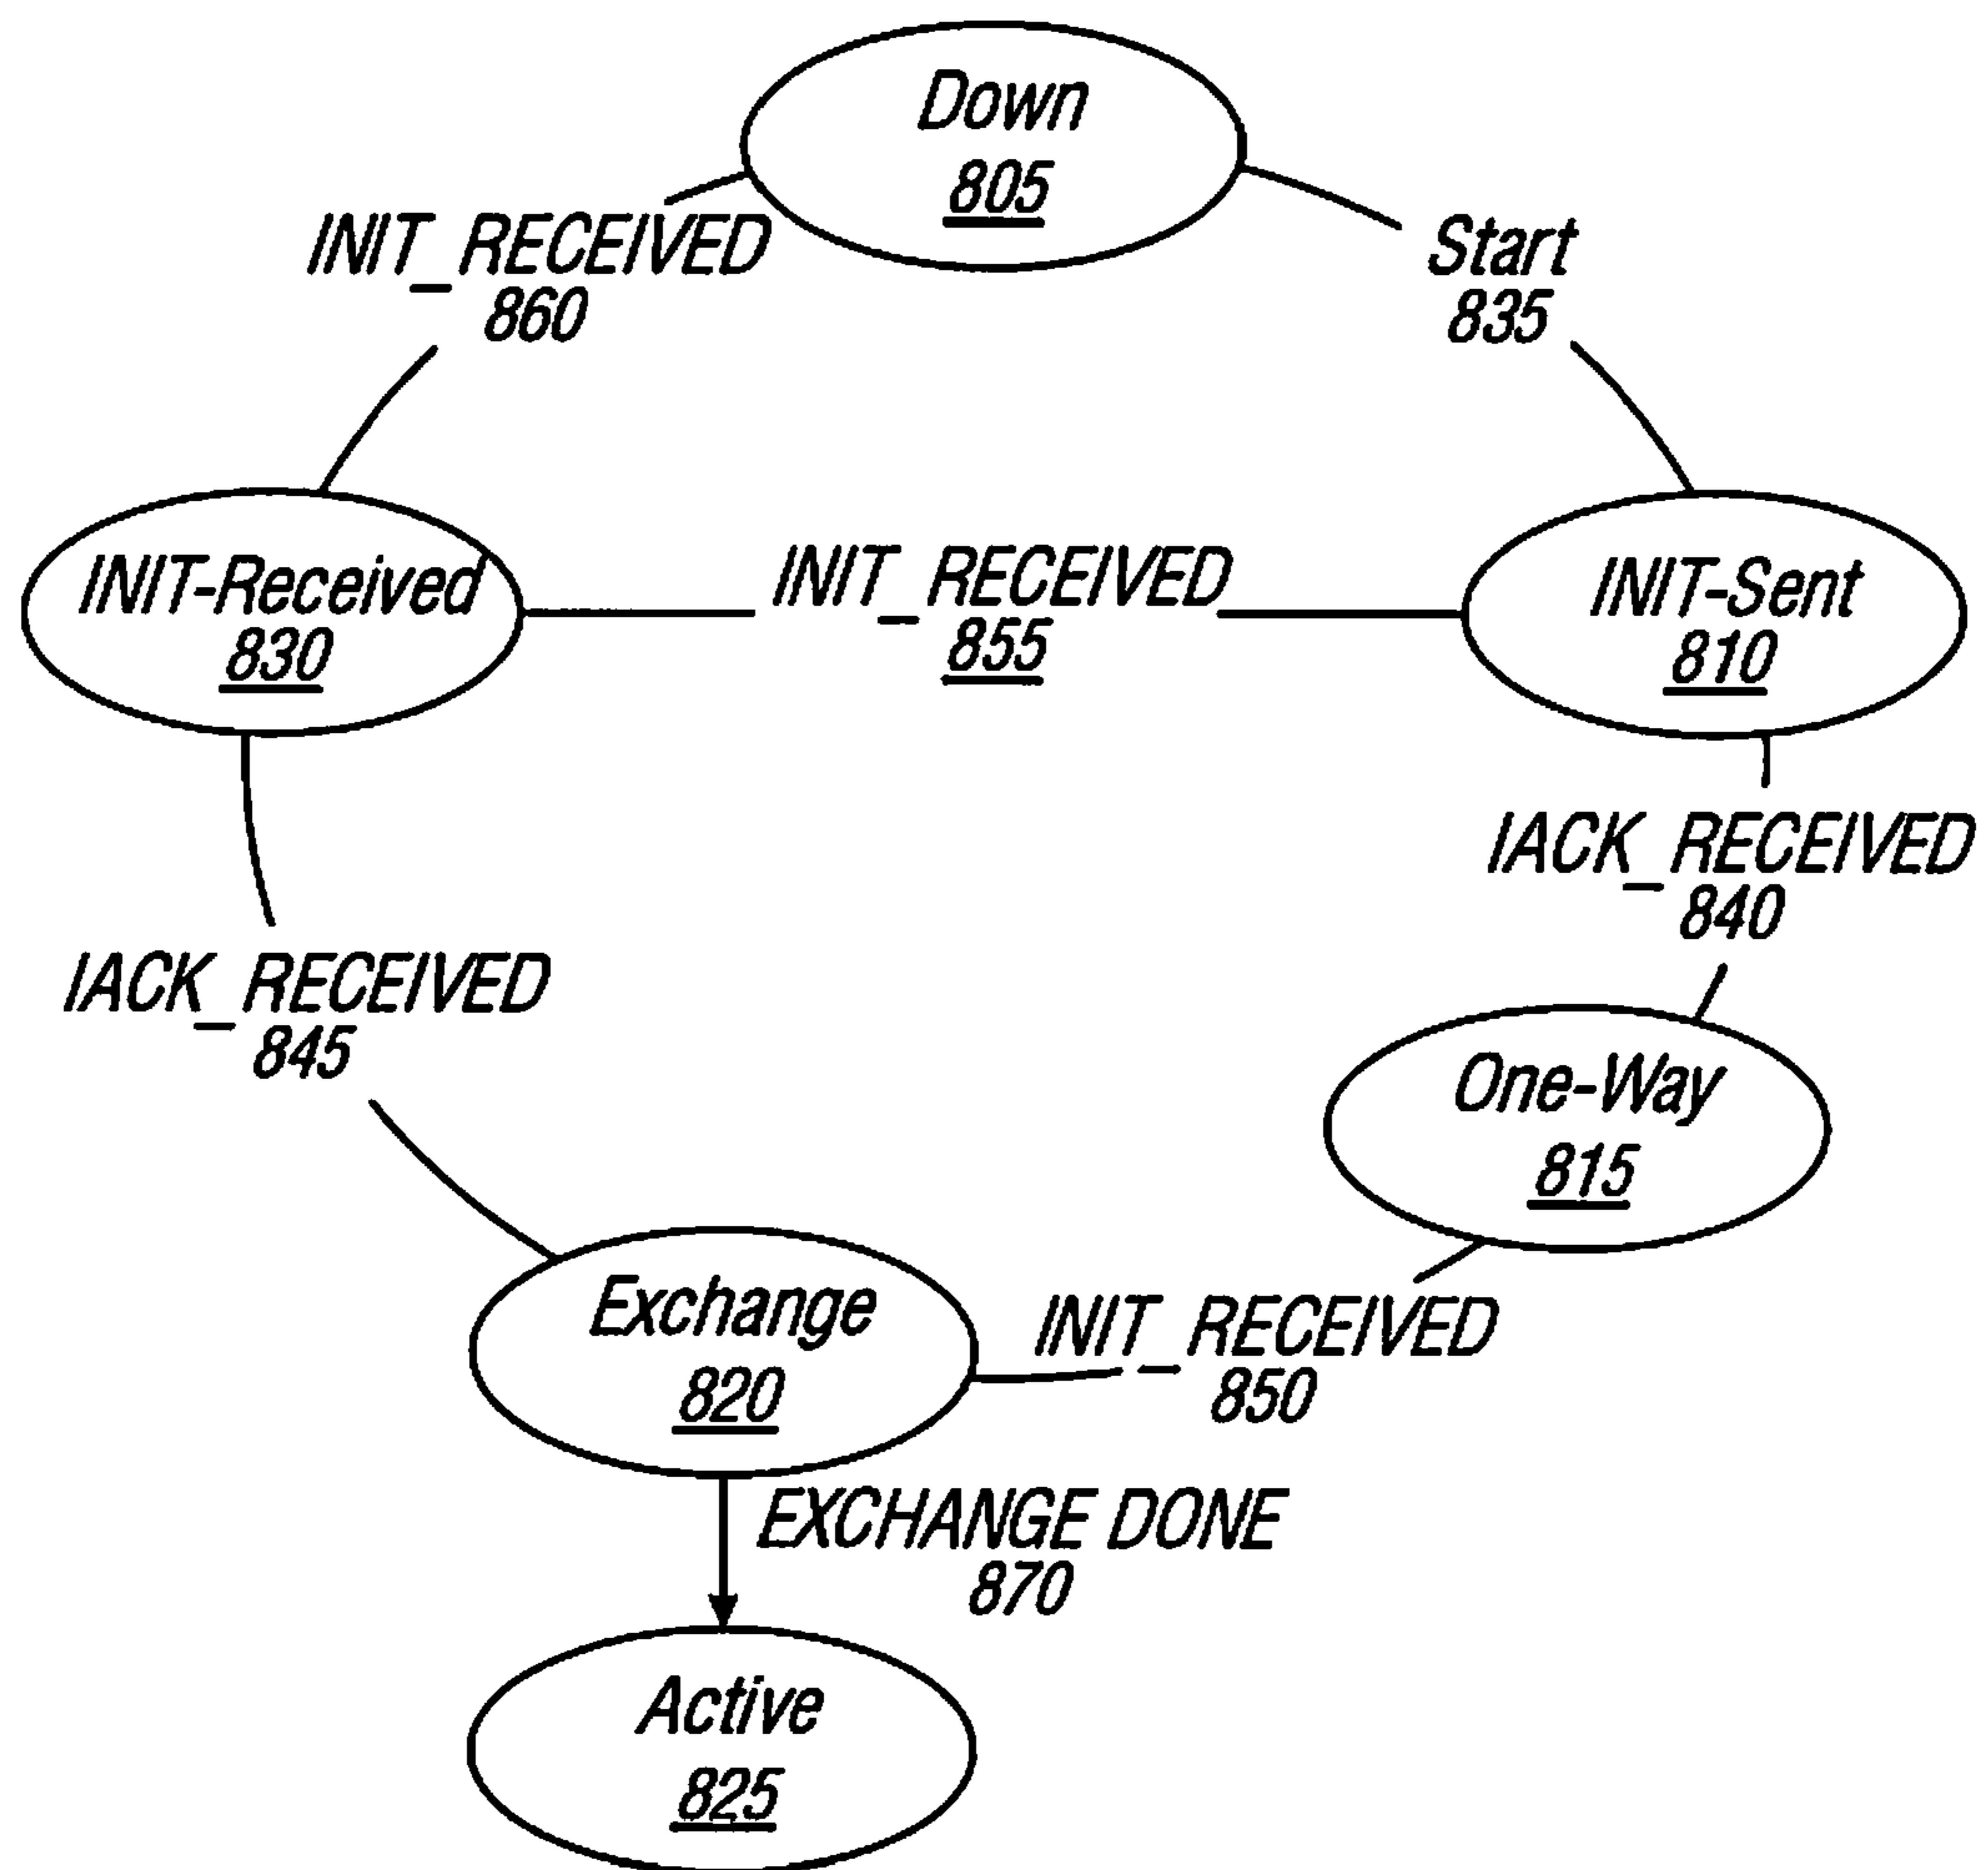 Down
805
INIT_RECEIVED
860
Start
835
INIT-Received
830
INIT_RECEIVED
855
INIT-Sent
810
IACK_RECEIVED
840
IACK_RECEIVED
845
One-Way
815
Exchange
820
INIT_RECEIVED
850
EXCHANGE DONE
870
Active
825